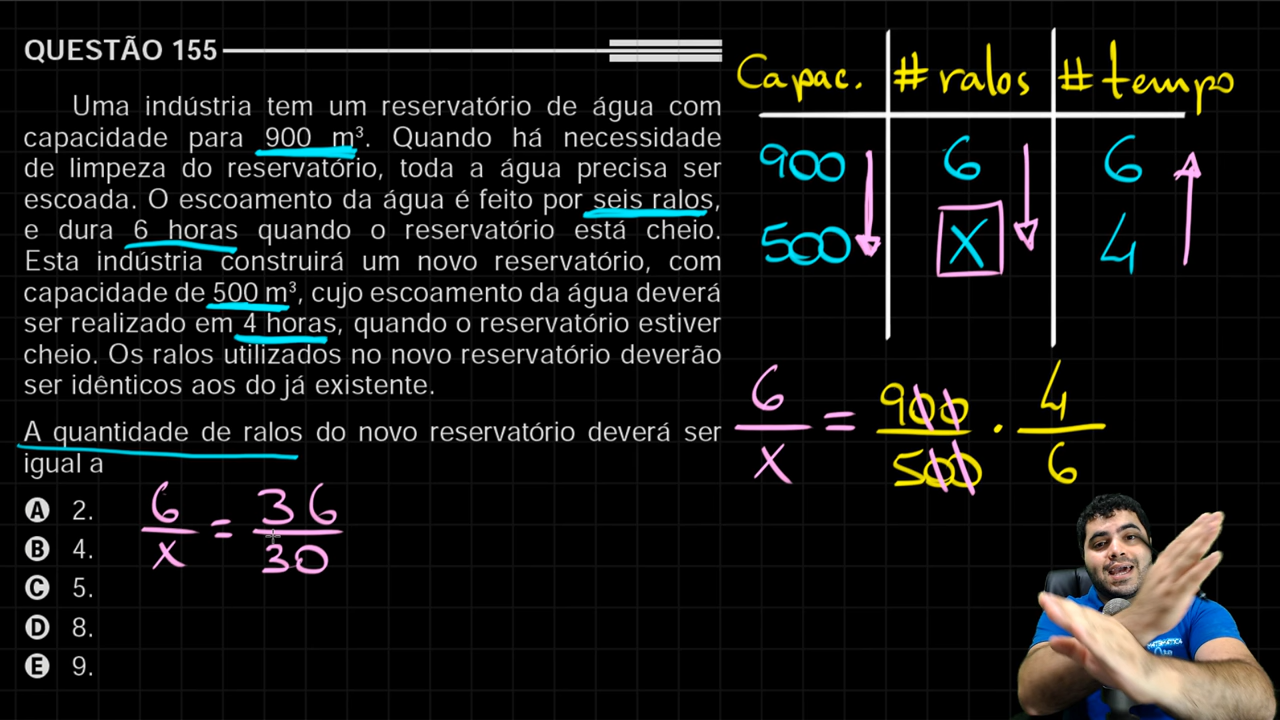 QUESTÃO 155
Uma indústria tem um reservatório de água com
capacidade para 900 m³. Quando há necessidade
de limpeza do reservatório, toda a água precisa ser
escoada. O escoamento da água é feito por seis ralos,
e dura 6 horas quando o reservatório está cheio.
Esta indústria construirá um novo reservatório, com
capacidade de 500 m³, cujo escoamento da água deverá
ser realizado em 4 horas, quando o reservatório estiver
cheio. Os ralos utilizados no novo reservatório deverão
ser idênticos aos do já existente.
A quantidade de ralos do novo reservatório deverá ser
igual a
A 2.
B 4.
C 5.
D 8.
E 9.
6/x = 36/30
Capac. # ralos # tempo
900 6 6
500 X 4
6/x = 900/500 · 4/6
MATEMÁTICA